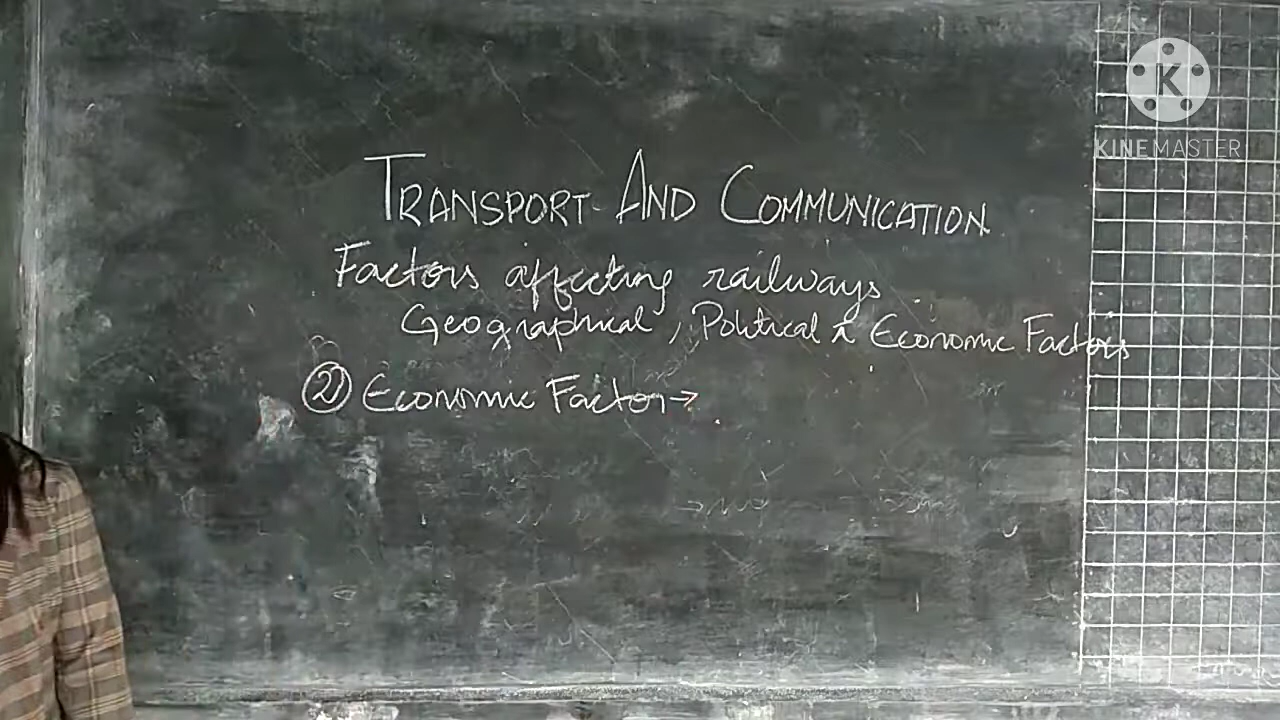 K
KINEMASTER
TRANSPORT AND COMMUNICATION
Factors affecting railways
Geographical, Political & Economic Factors
② Economic Factor→